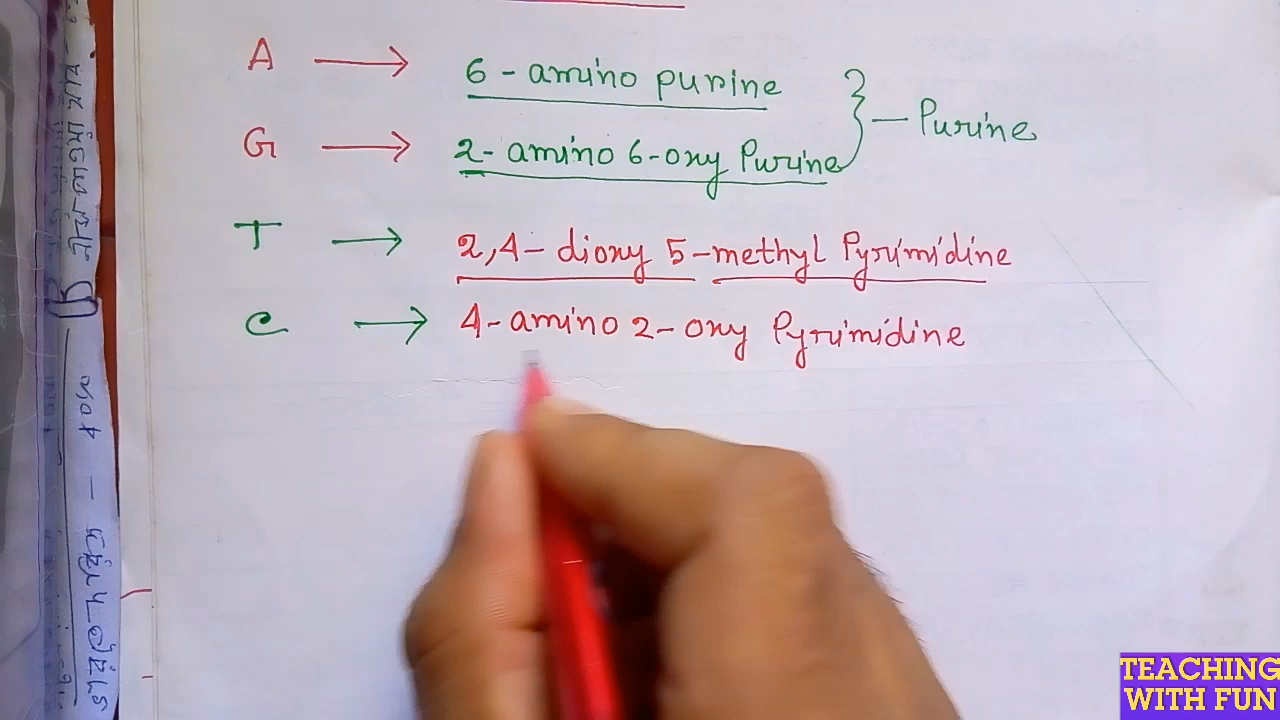 A → 6 - amino purine
G → 2 - amino 6 - oxy Purine } — Purine
T → 2,4 - dioxy 5 - methyl Pyrimidine
C → 4 - amino 2 - oxy Pyrimidine
TEACHING
WITH FUN